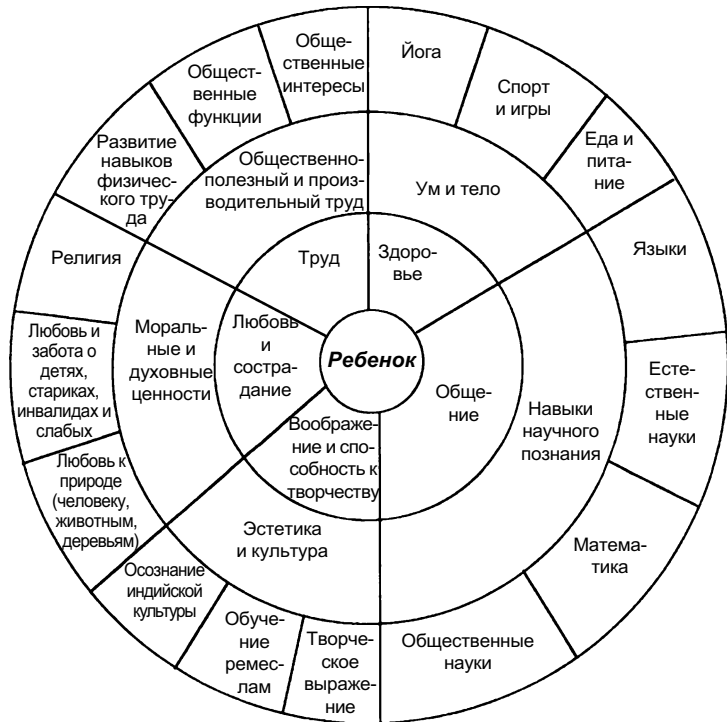 Обще-
ственные
интересы
Йога
Спорт
и игры
Еда и
пита-
ние
Языки
Есте-
ственные
науки
Матема-
тика
Общественные
науки
Творче-
ское
выраже-
ние
Обуче-
ние
ремес-
лам
Осознание
индийской
культуры
Любовь к
природе
(человеку,
животным,
деревьям)
Любовь и
забота о
детях,
стариках,
инвалидах и
слабых
Религия
Развитие
навыков
физичес-
кого тру-
да
Общест-
венные
функции
Общественно-
полезный и произ-
водительный труд
Ум и тело
Навыки
научного
познания
Эстетика
и культура
Мораль-
ные и
духовные
ценности
Труд
Здоро-
вье
Обще-
ние
Воображе-
ние и спо-
собность к
творчеству
Любовь
и
состра-
дание
Ребенок